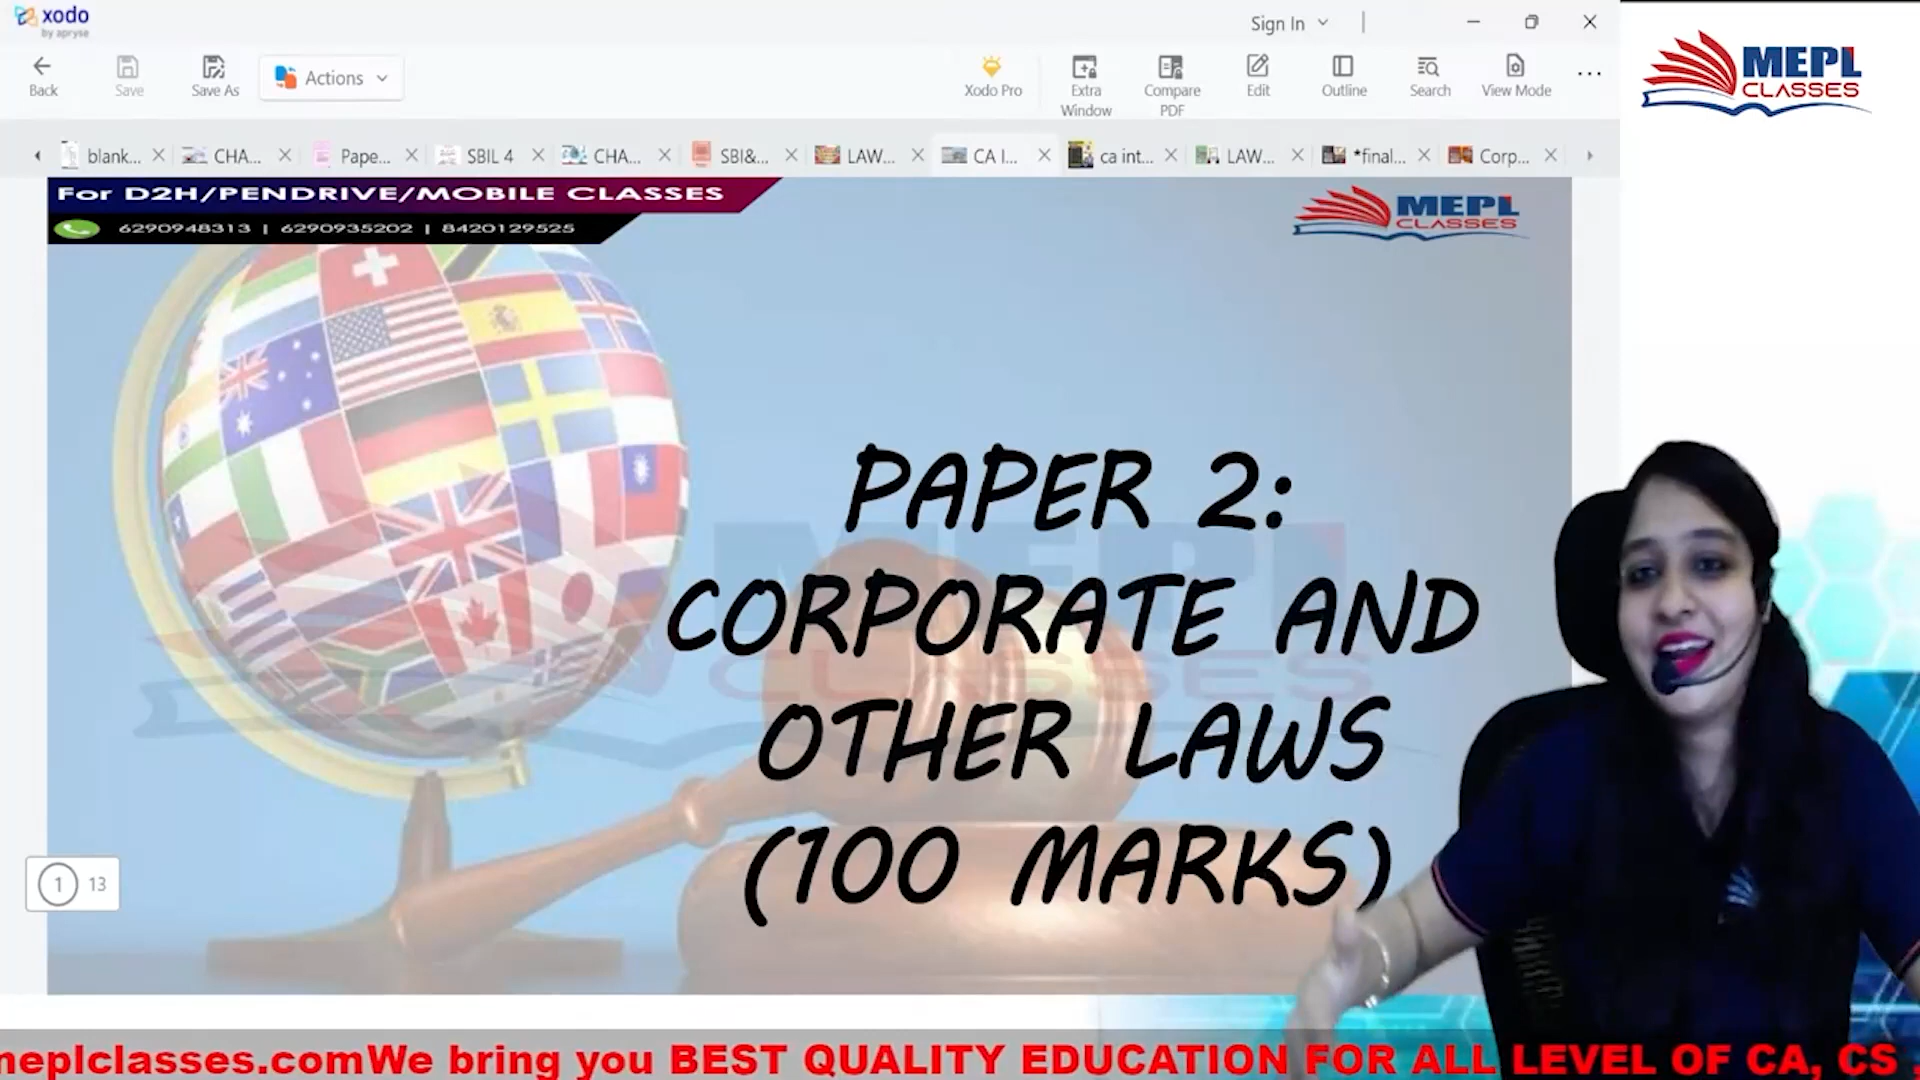 xodo
by apryse
Sign In
Back
Save
Save As
Actions
Xodo Pro
Extra Window
Compare PDF
Edit
Outline
Search
View Mode
MEPL
CLASSES
blank...
CHA...
Pape...
SBIL 4
CHA...
SBI&...
LAW...
CA I...
ca int...
LAW...
*final...
Corp...
For D2H/PENDRIVE/MOBILE CLASSES
6290948313 | 6290935202 | 8420129525
MEPL
CLASSES
PAPER 2:
CORPORATE AND
OTHER LAWS
(100 MARKS)
MEPL
CLASSES
1 13
meplclasses.comWe bring you BEST QUALITY EDUCATION FOR ALL LEVEL OF CA, CS